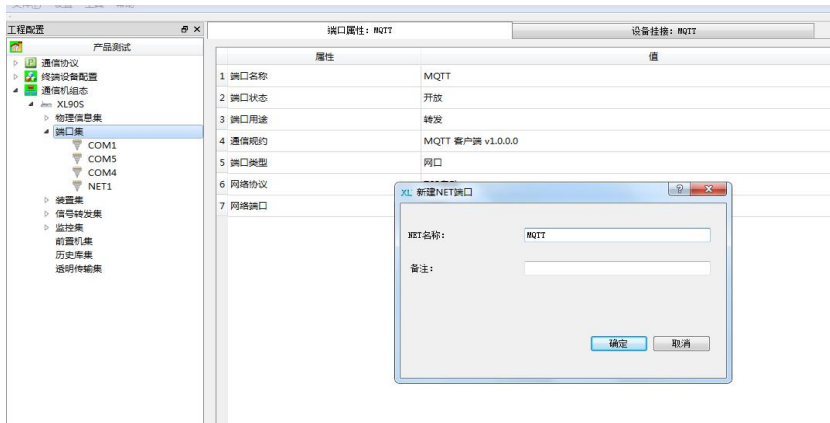 工程配置
产品测试
通信协议
终端设备配置
通信机组态
XL90S
物理信息集
端口集
COM1
COM5
COM4
NET1
装置集
信号转发集
监控集
前置机集
历史库集
透明传输集
端口属性: MQTT
设备挂接: MQTT
属性 值
1 端口名称 MQTT
2 端口状态 开放
3 端口用途 转发
4 通信规约 MQTT 客户端 v1.0.0.0
5 端口类型 网口
6 网络协议
7 网络端口
XL 新建NET端口
NET名称: MQTT
备注:
确定 取消